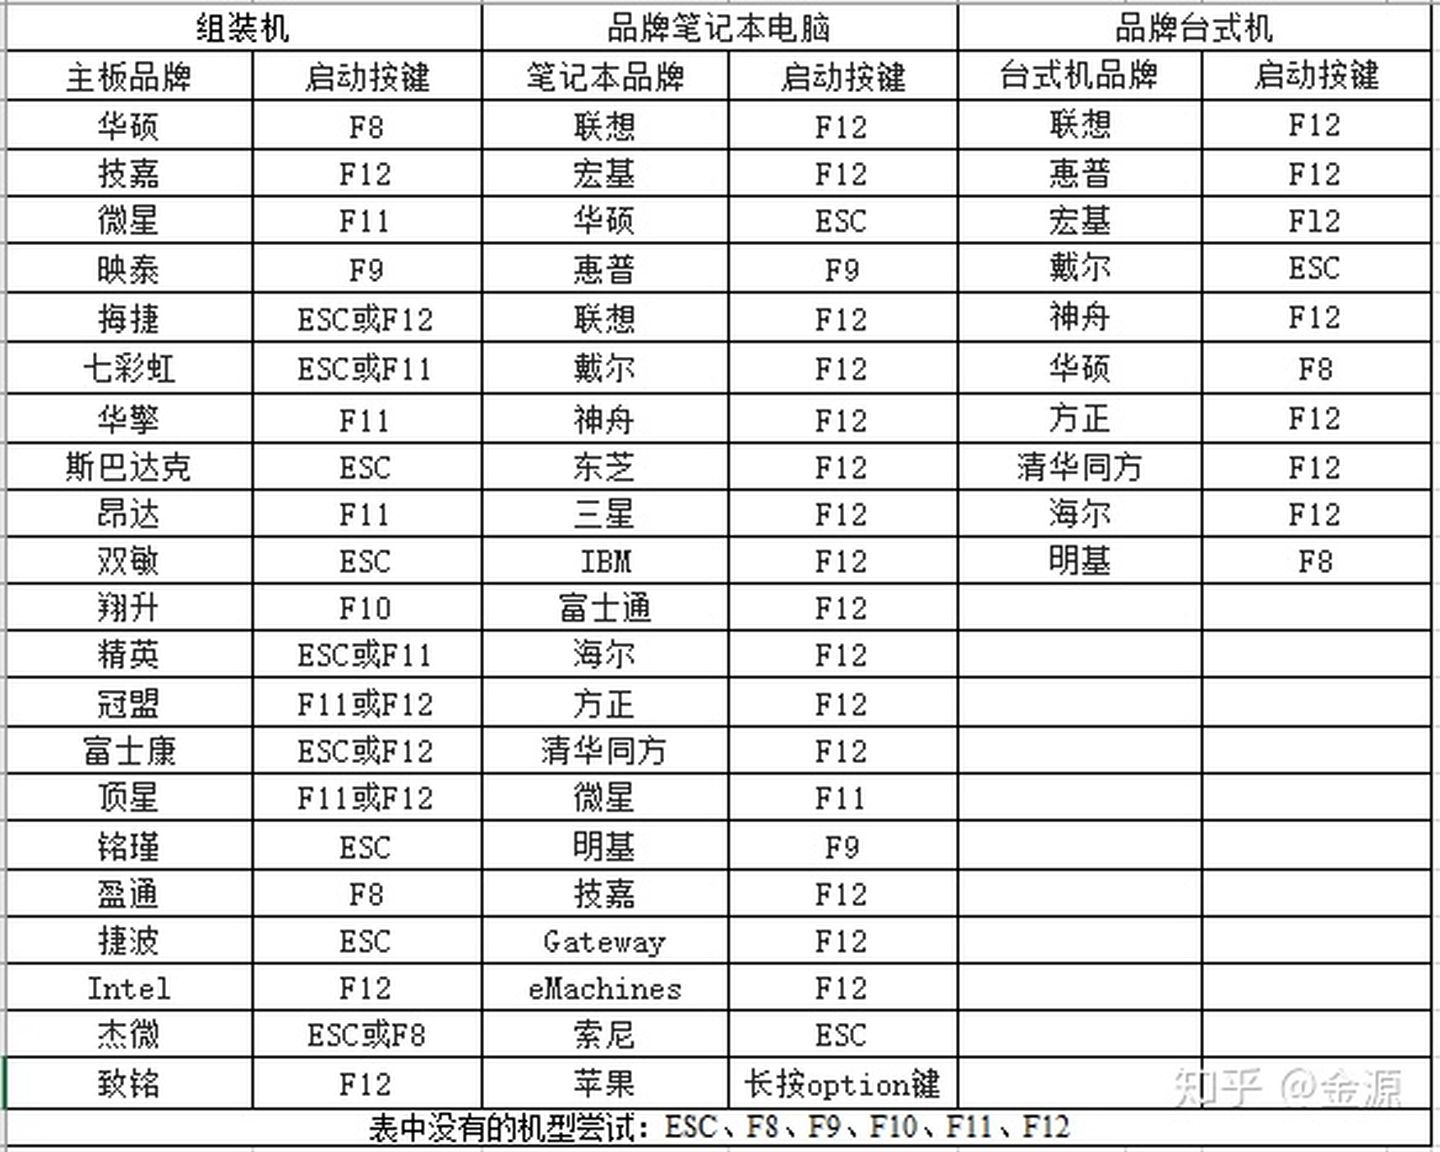 组装机 品牌笔记本电脑 品牌台式机
主板品牌 启动按键 笔记本品牌 启动按键 台式机品牌 启动按键
华硕 F8 联想 F12 联想 F12
技嘉 F12 宏基 F12 惠普 F12
微星 F11 华硕 ESC 宏基 F12
映泰 F9 惠普 F9 戴尔 ESC
梅捷 ESC或F12 联想 F12 神舟 F12
七彩虹 ESC或F11 戴尔 F12 华硕 F8
华擎 F11 神舟 F12 方正 F12
斯巴达克 ESC 东芝 F12 清华同方 F12
昂达 F11 三星 F12 海尔 F12
双敏 ESC IBM F12 明基 F8
翔升 F10 富士通 F12
精英 ESC或F11 海尔 F12
冠盟 F11或F12 方正 F12
富士康 ESC或F12 清华同方 F12
顶星 F11或F12 微星 F11
铭瑾 ESC 明基 F9
盈通 F8 技嘉 F12
捷波 ESC Gateway F12
Intel F12 eMachines F12
杰微 ESC或F8 索尼 ESC
致铭 F12 苹果 长按option键
知乎 @金源
表中没有的机型尝试：ESC、F8、F9、F10、F11、F12